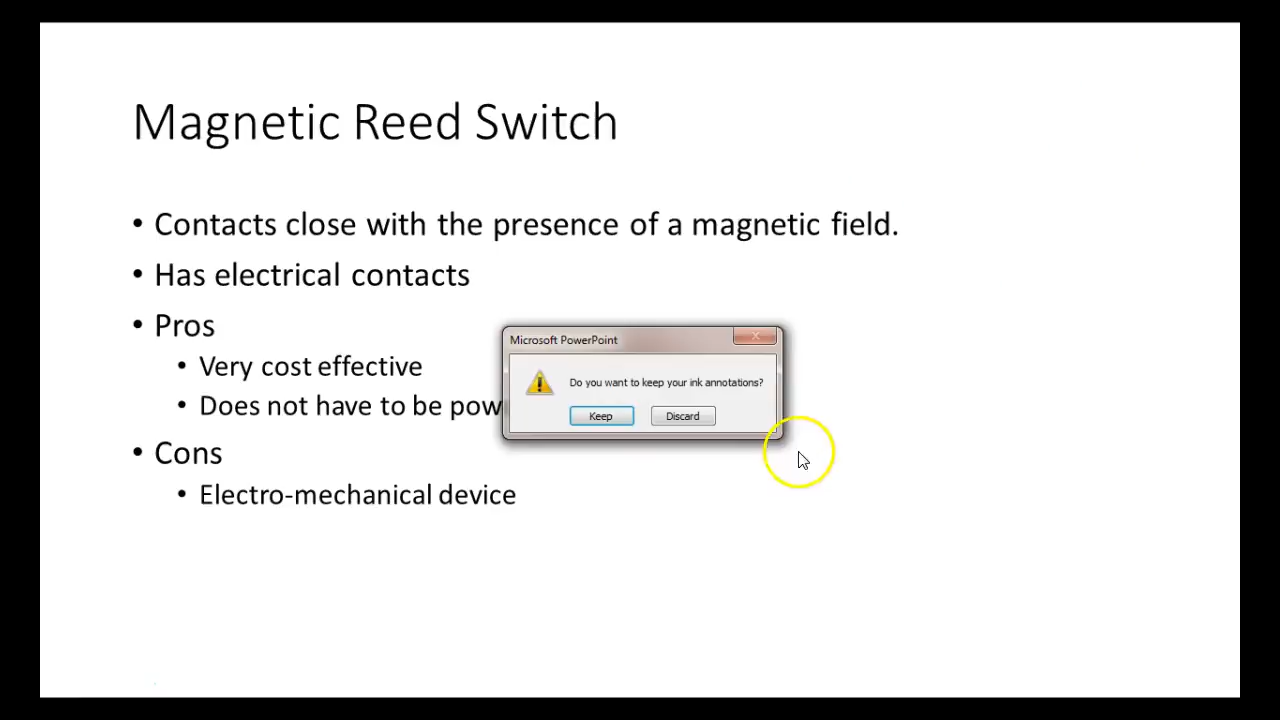 Magnetic Reed Switch
• Contacts close with the presence of a magnetic field.
• Has electrical contacts
• Pros
• Very cost effective
• Does not have to be pow
• Cons
• Electro-mechanical device
Microsoft PowerPoint
Do you want to keep your ink annotations?
Keep
Discard